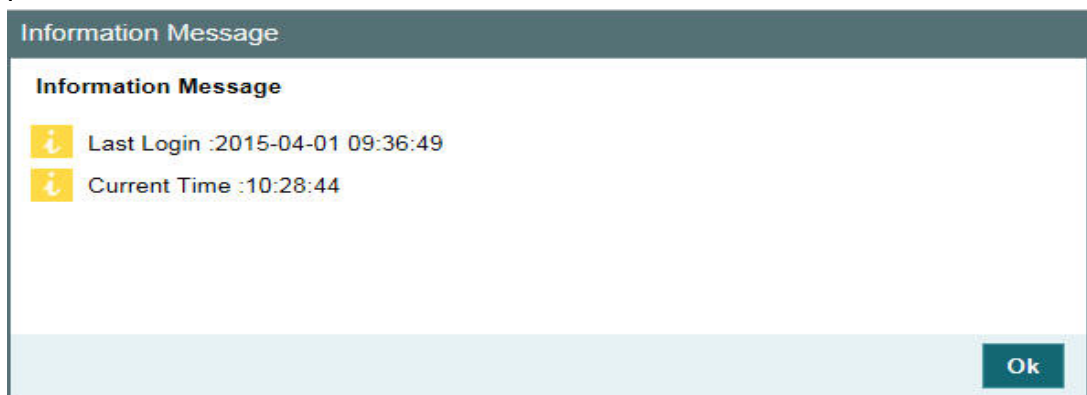 Information Message
Information Message
Last Login :2015-04-01 09:36:49
Current Time :10:28:44
Ok